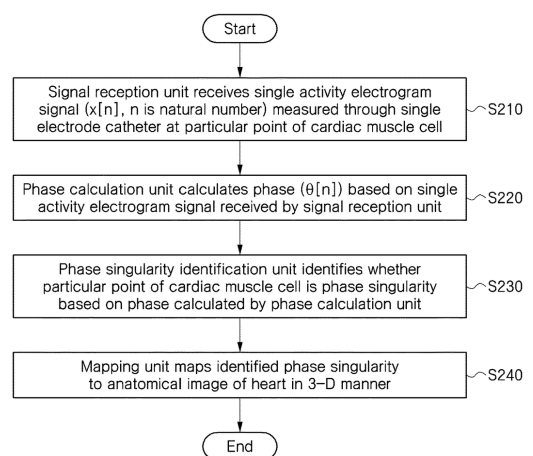 Start
Signal reception unit receives single activity electrogram
signal (x[n], n is natural number) measured through single
electrode catheter at particular point of cardiac muscle cell
S210
Phase calculation unit calculates phase (θ[n]) based on single
activity electrogram signal received by signal reception unit
S220
Phase singularity identification unit identifies whether
particular point of cardiac muscle cell is phase singularity
based on phase calculated by phase calculation unit
S230
Mapping unit maps identified phase singularity
to anatomical image of heart in 3-D manner
S240
End